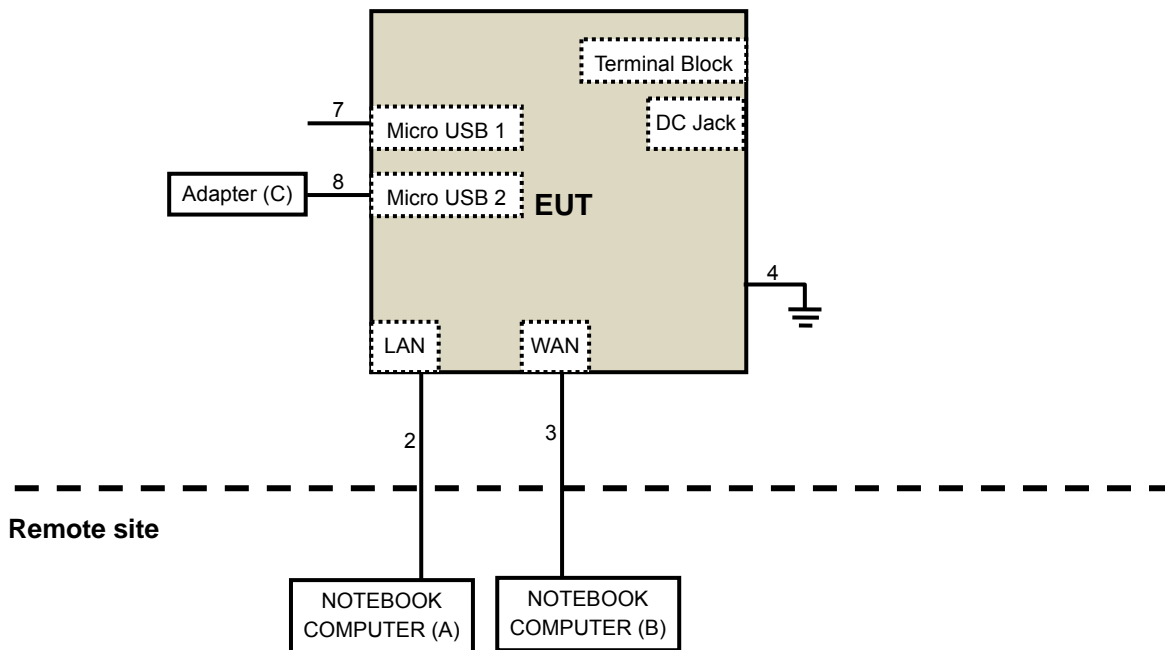 Terminal Block
7
Micro USB 1
DC Jack
Adapter (C)
8
Micro USB 2
EUT
4
LAN
WAN
2
3
Remote site
NOTEBOOK
COMPUTER (A)
NOTEBOOK
COMPUTER (B)